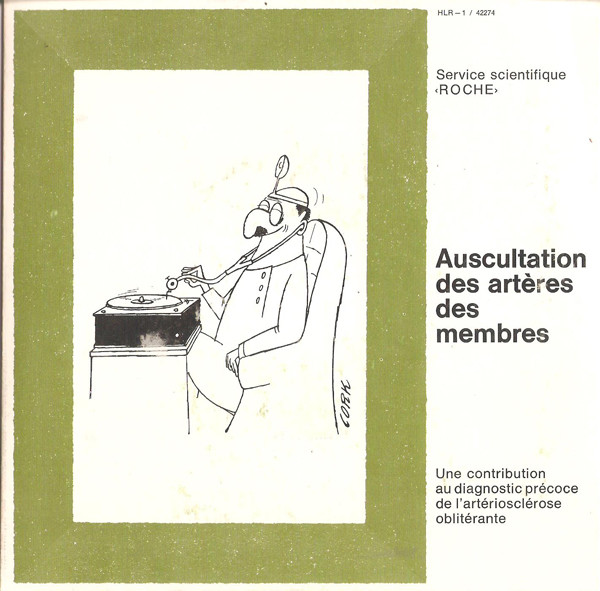 HLR-1 / 42274
Service scientifique
‹ROCHE›
Auscultation
des artères
des
membres
CORK
Une contribution
au diagnostic précoce
de l'artériosclérose
oblitérante